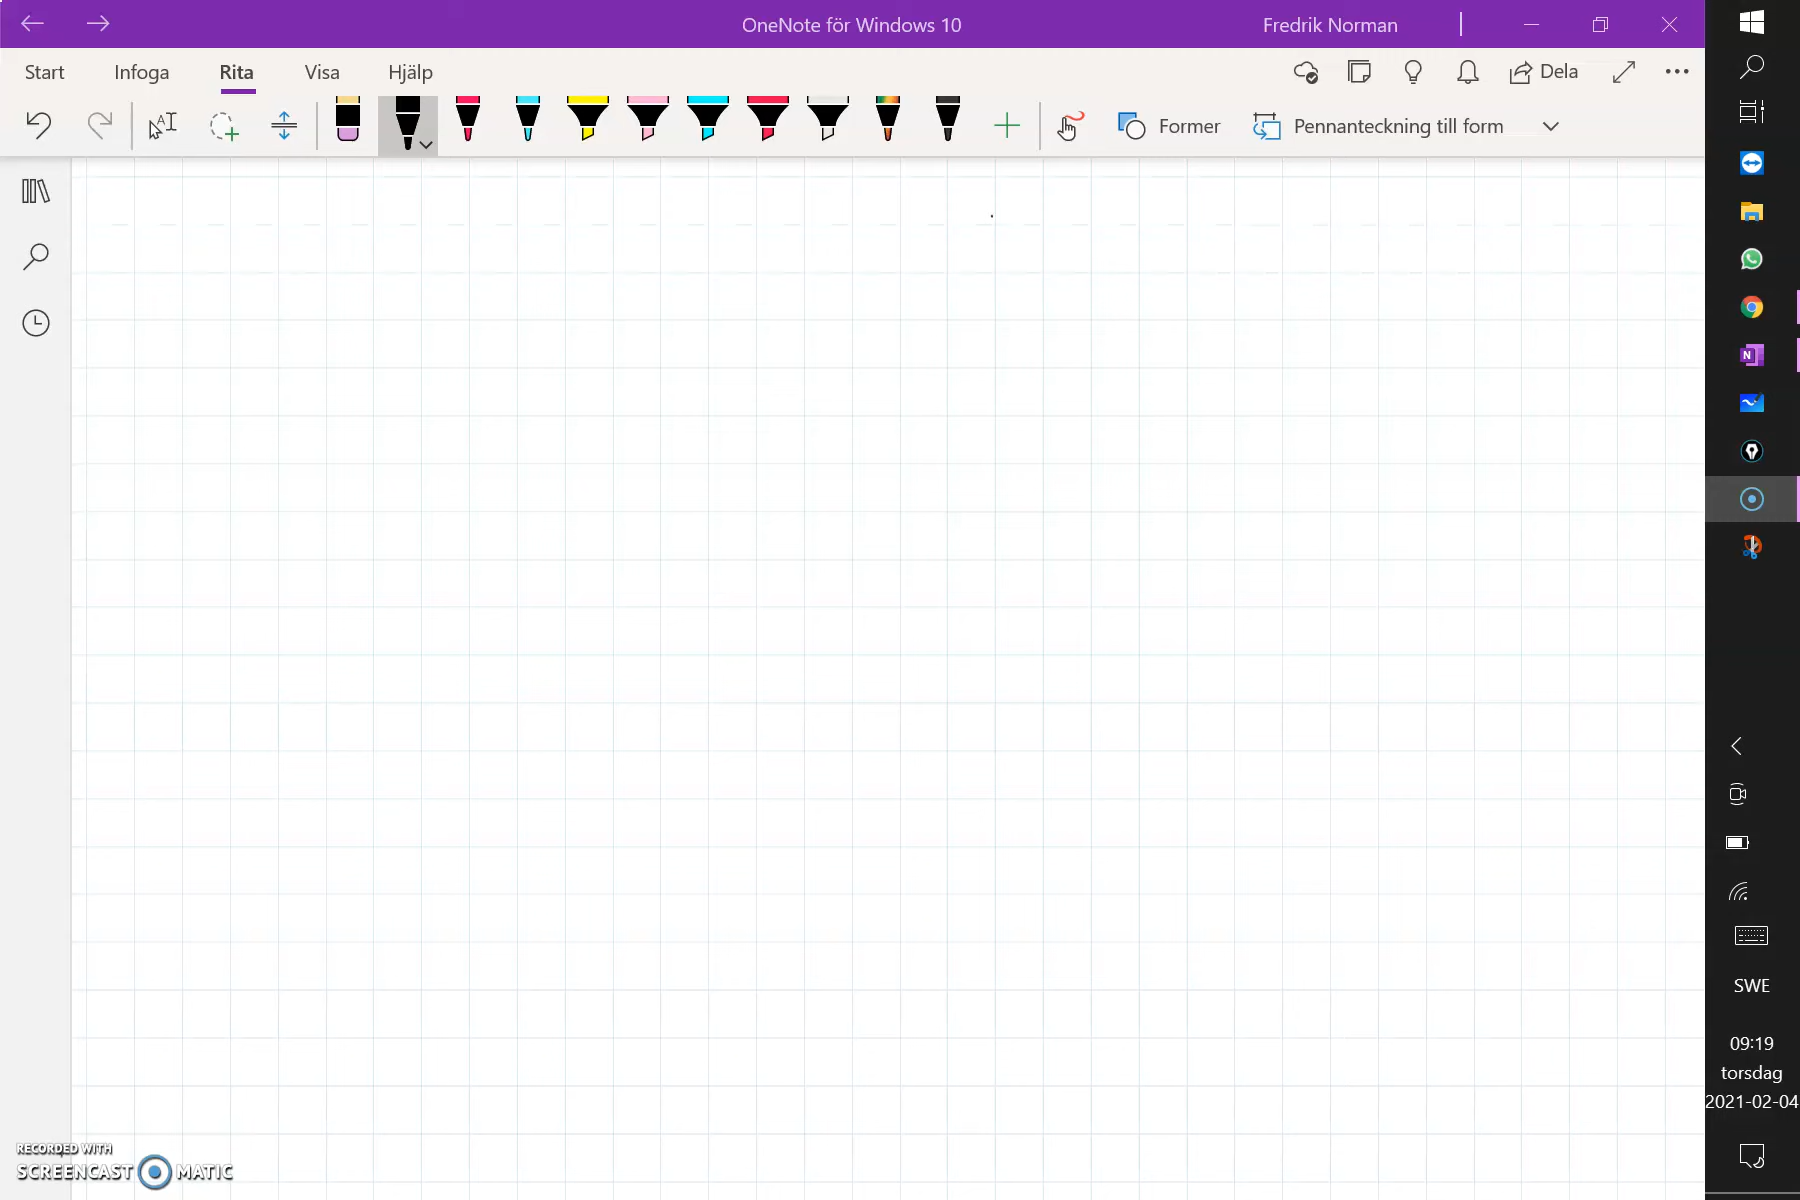 OneNote för Windows 10
Fredrik Norman
Start
Infoga
Rita
Visa
Hjälp
Dela
Former
Pennanteckning till form
SWE
09:19
torsdag
2021-02-04
RECORDED WITH
SCREENCAST MATIC